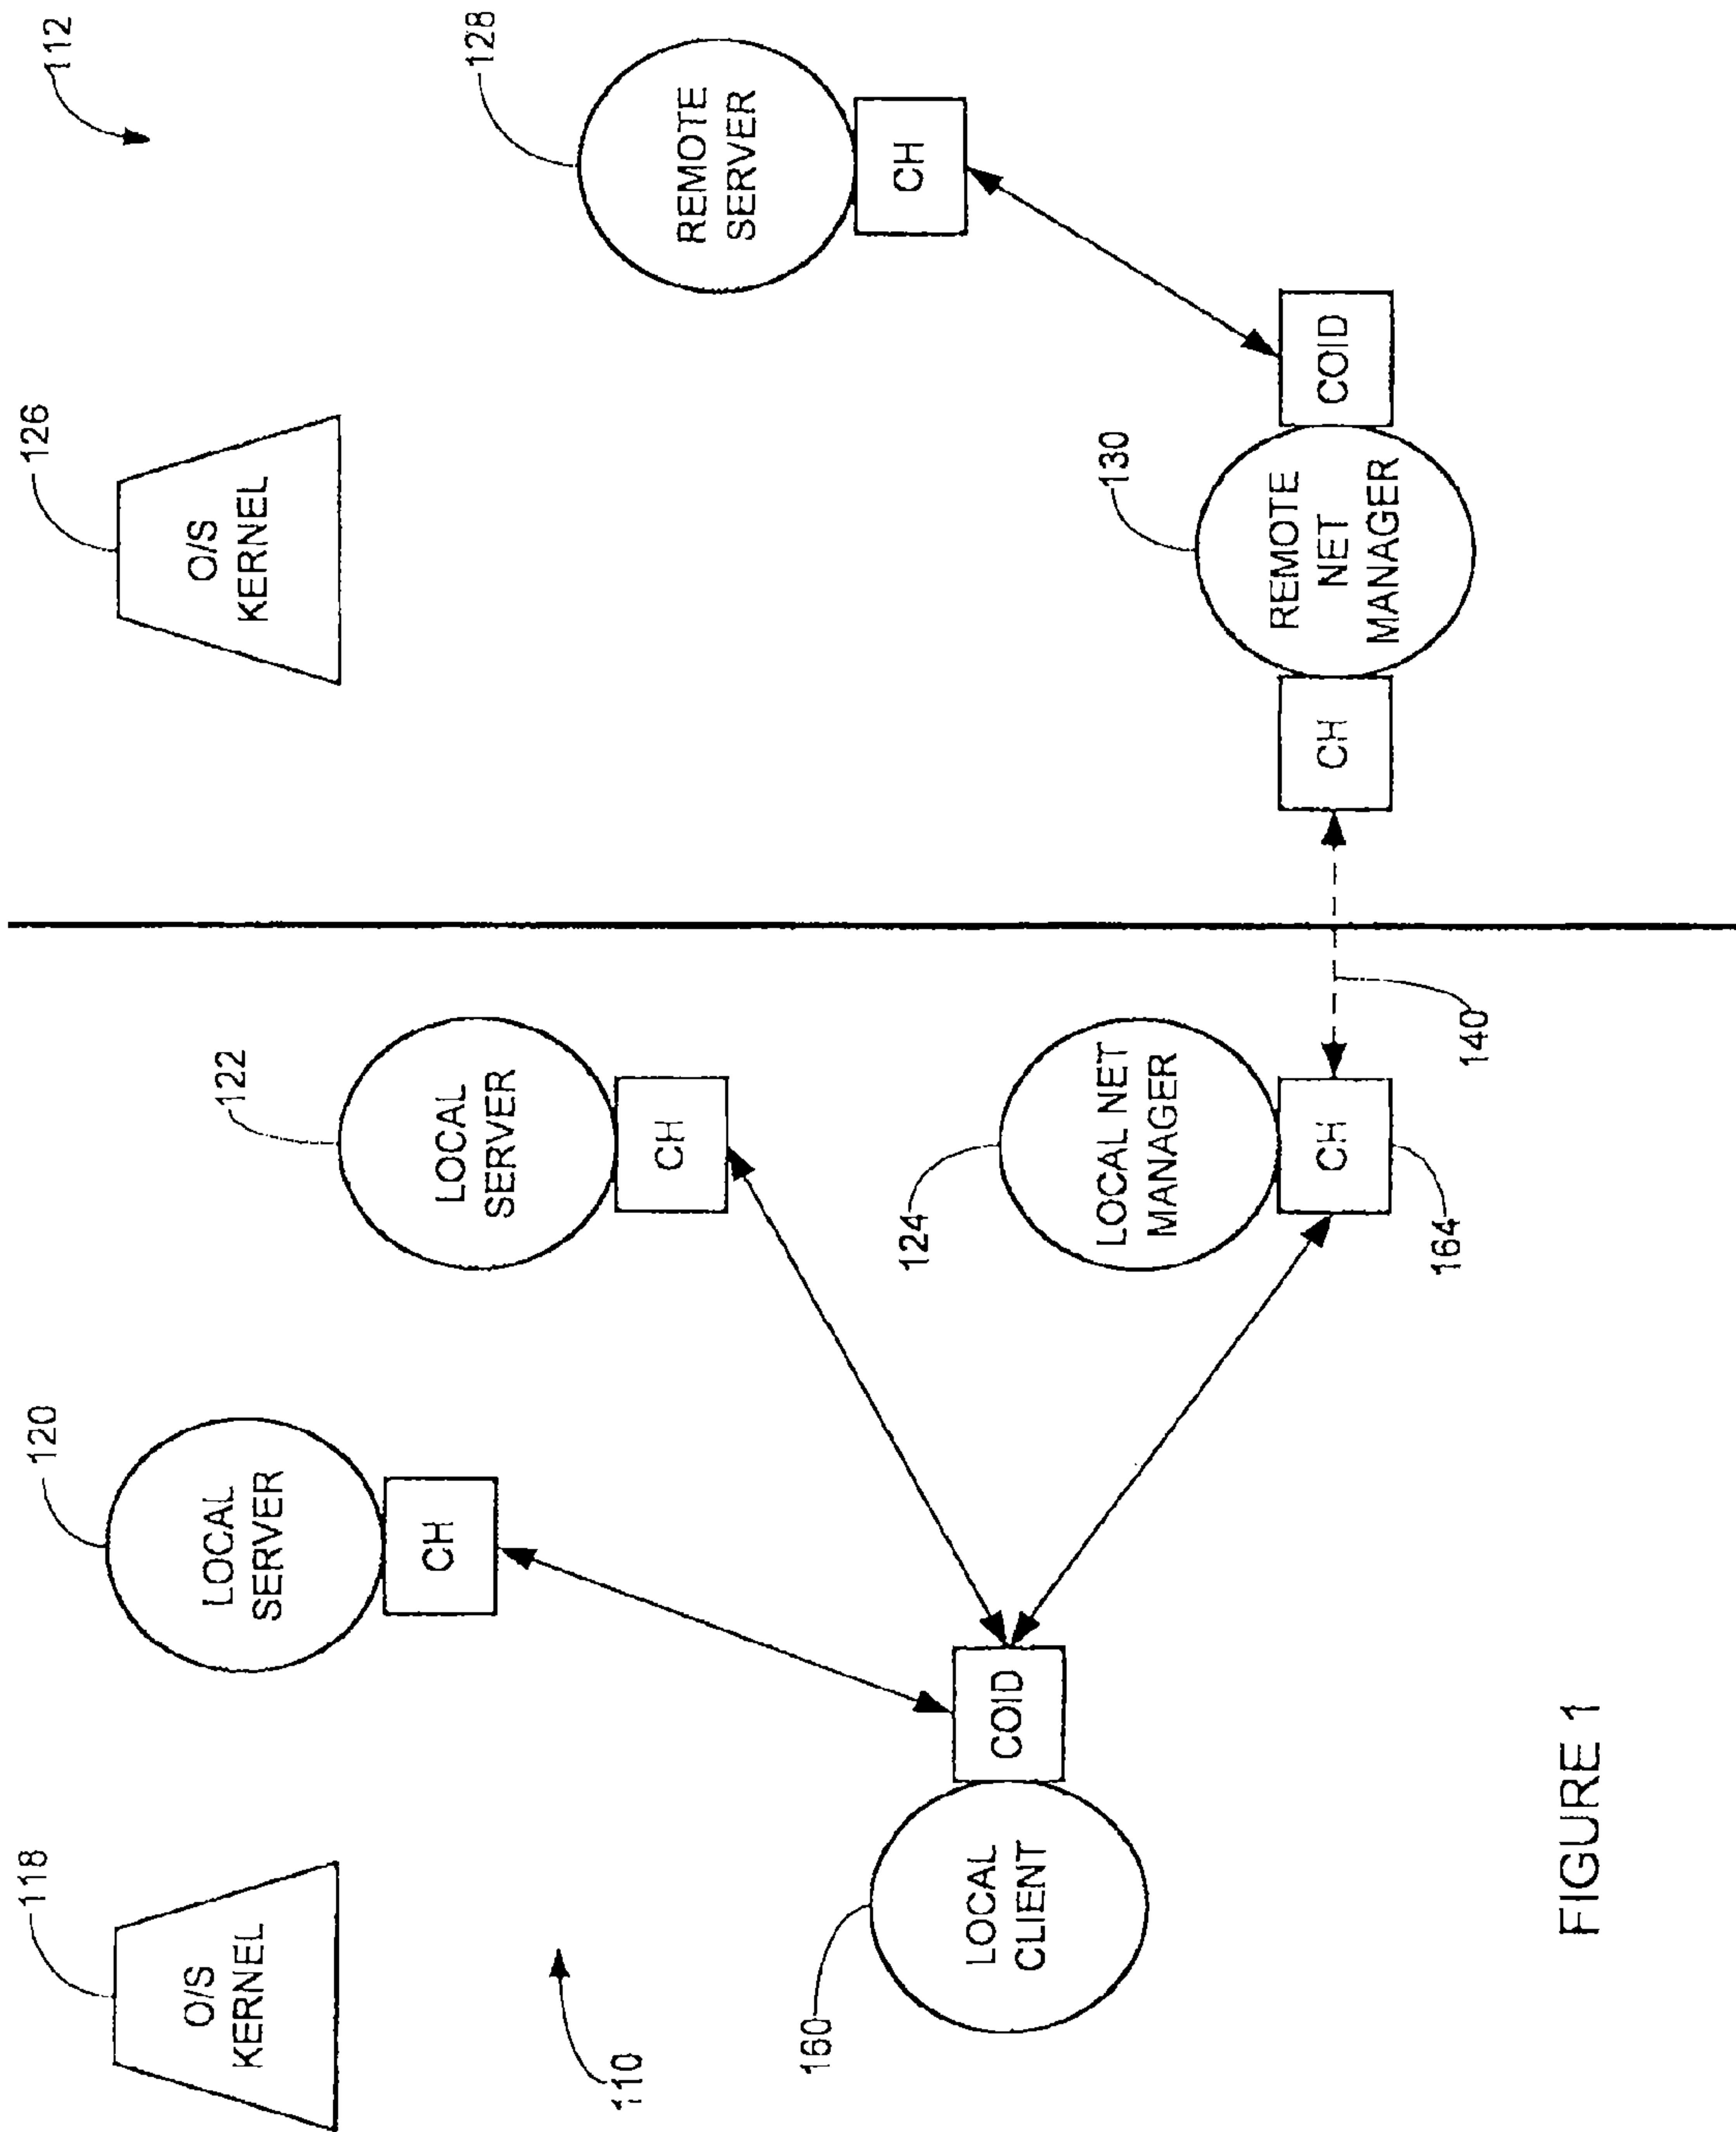 118
O/S
KERNEL
110
120
LOCAL
SERVER
CH
122
LOCAL
SERVER
CH
160
LOCAL
CLIENT
COID
124
LOCAL NET
MANAGER
CH
164
140
112
126
O/S
KERNEL
128
REMOTE
SERVER
CH
130
REMOTE
NET
MANAGER
CH
COID
FIGURE 1